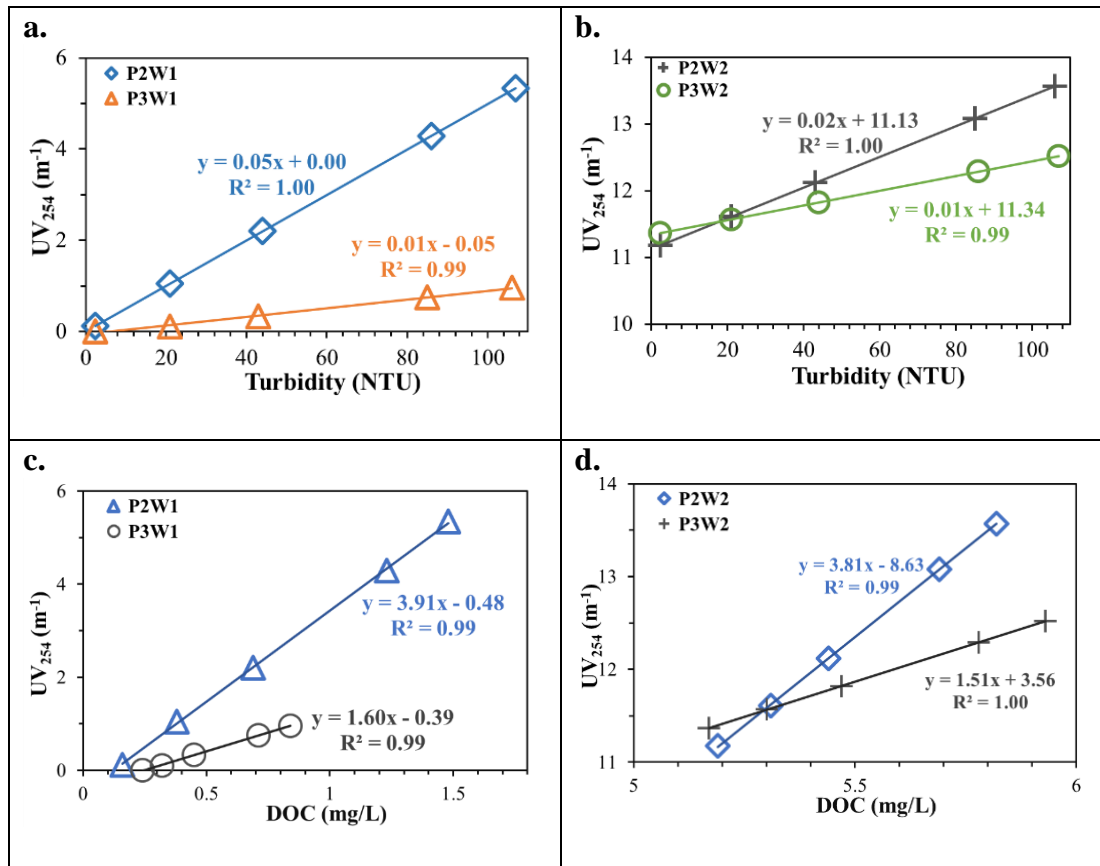 a.
6
4
2
0
UV₂₅₄ (m⁻¹)
P2W1
P3W1
y = 0.05x + 0.00
R² = 1.00
y = 0.01x - 0.05
R² = 0.99
0 20 40 60 80 100
Turbidity (NTU)
b.
14
13
12
11
10
UV₂₅₄ (m⁻¹)
P2W2
P3W2
y = 0.02x + 11.13
R² = 1.00
y = 0.01x + 11.34
R² = 0.99
0 20 40 60 80 100
Turbidity (NTU)
c.
6
4
2
0
UV₂₅₄ (m⁻¹)
P2W1
P3W1
y = 3.91x - 0.48
R² = 0.99
y = 1.60x - 0.39
R² = 0.99
0 0.5 1 1.5
DOC (mg/L)
d.
14
13
12
11
UV₂₅₄ (m⁻¹)
P2W2
P3W2
y = 3.81x - 8.63
R² = 0.99
y = 1.51x + 3.56
R² = 1.00
5 5.5 6
DOC (mg/L)